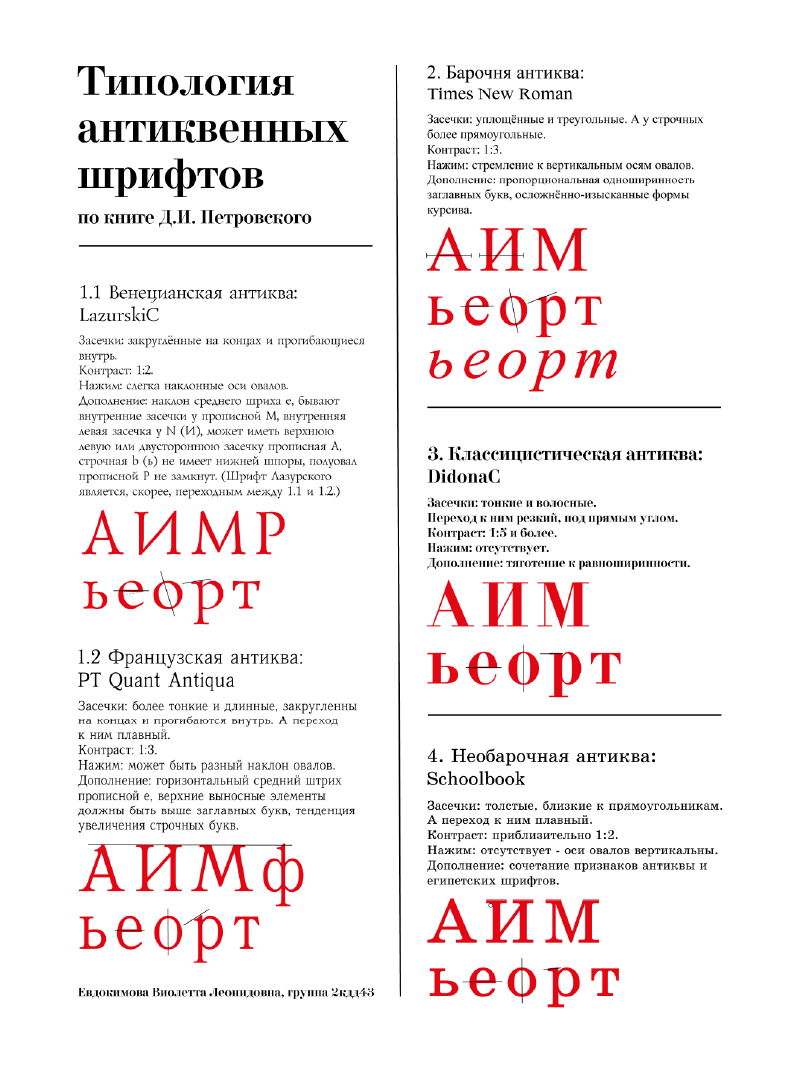 Типология
антиквенных
шрифтов
по книге Д.И. Петровского
1.1 Венецианская антиква:
LazurskiC
Засечки: закруглённые на концах и прогибающиеся
внутрь.
Контраст: 1:2.
Нажим: слегка наклонные оси овалов.
Дополнение: наклон среднего шриха е, бывают
внутренние засечки у прописной М, внутренняя
левая засечка у N (И), может иметь верхнюю
левую или двустороннюю засечку прописная А,
строчная b (ь) не имеет нижней шпоры, полуовал
прописной Р не замкнут. (Шрифт Лазурского
является, скорее, переходным между 1.1 и 1.2.)
АИМР
ьеорт
1.2 Французская антиква:
PT Quant Antiqua
Засечки: более тонкие и длинные, закругленны
на концах и прогибаются внутрь. А переход
к ним плавный.
Контраст: 1:3.
Нажим: может быть разный наклон овалов.
Дополнение: горизонтальный средний штрих
прописной е, верхние выносные элементы
должны быть выше заглавных букв, тенденция
увеличения строчных букв.
АИМф
ьеорт
Евдокимова Виолетта Леонидовна, группа 2кдд43
2. Барочня антиква:
Times New Roman
Засечки: уплощённые и треугольные. А у строчных
более прямоугольные.
Контраст: 1:3.
Нажим: стремление к вертикальным осям овалов.
Дополнение: пропорциональная одноширинность
заглавных букв, осложнённо-изысканные формы
курсива.
АИМ
ьеорт
ьеорт
3. Классицистическая антиква:
DidonaC
Засечки: тонкие и волосные.
Переход к ним резкий, под прямым углом.
Контраст: 1:5 и более.
Нажим: отсутствует.
Дополнение: тяготение к равноширинности.
АИМ
ьеорт
4. Необарочная антиква:
Schoolbook
Засечки: толстые, близкие к прямоугольникам.
А переход к ним плавный.
Контраст: приблизительно 1:2.
Нажим: отсутствует - оси овалов вертикальны.
Дополнение: сочетание признаков антиквы и
египетских шрифтов.
АИМ
ьеорт